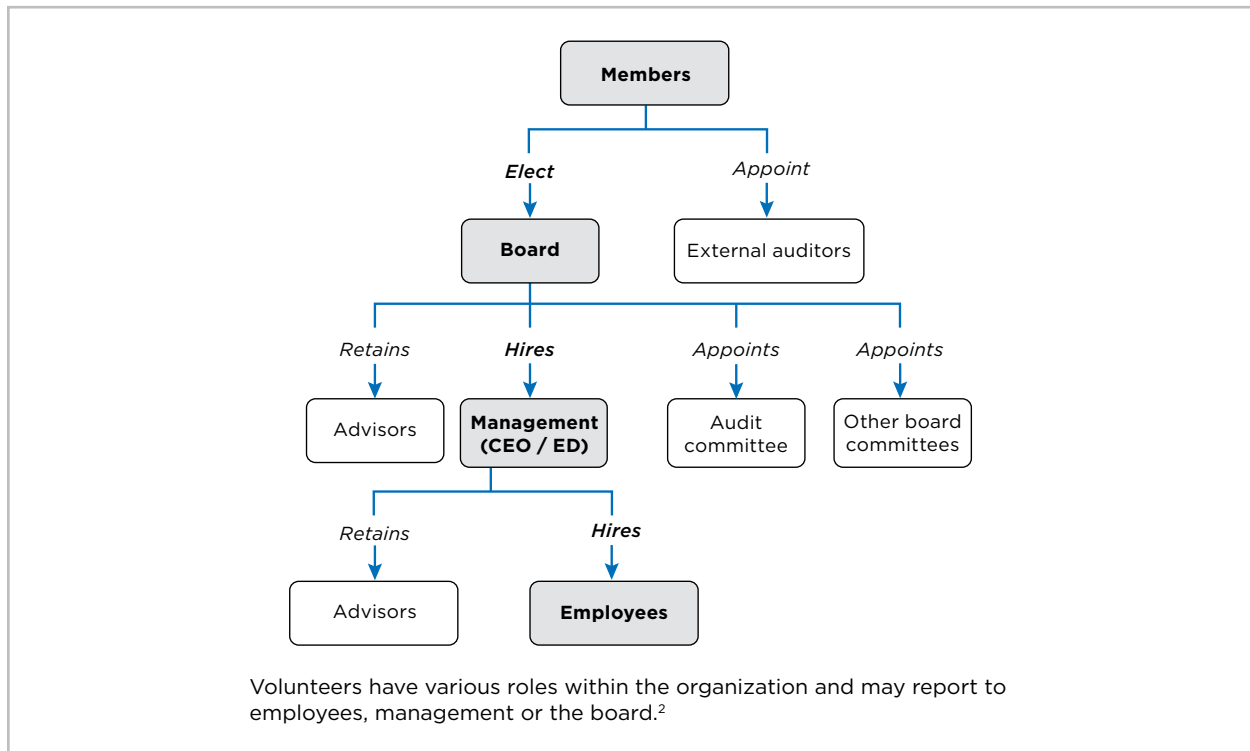 Members
Elect
Appoint
Board
External auditors
Retains
Hires
Appoints
Appoints
Advisors
Management
(CEO / ED)
Audit
committee
Other board
committees
Retains
Hires
Advisors
Employees
Volunteers have various roles within the organization and may report to
employees, management or the board.²